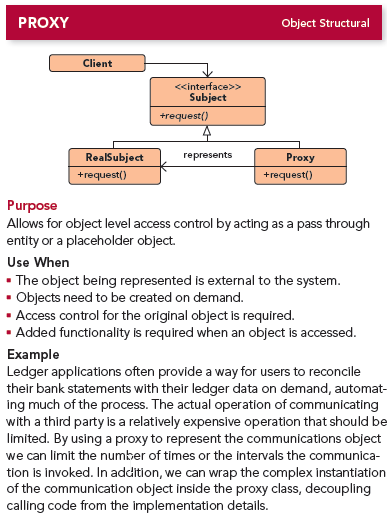 PROXY Object Structural
Client
<<interface>>
Subject
+request()
RealSubject
+request()
represents
Proxy
+request()
Purpose
Allows for object level access control by acting as a pass through
entity or a placeholder object.
Use When
▪ The object being represented is external to the system.
▪ Objects need to be created on demand.
▪ Access control for the original object is required.
▪ Added functionality is required when an object is accessed.
Example
Ledger applications often provide a way for users to reconcile
their bank statements with their ledger data on demand, automat-
ing much of the process. The actual operation of communicating
with a third party is a relatively expensive operation that should be
limited. By using a proxy to represent the communications object
we can limit the number of times or the intervals the communica-
tion is invoked. In addition, we can wrap the complex instantiation
of the communication object inside the proxy class, decoupling
calling code from the implementation details.